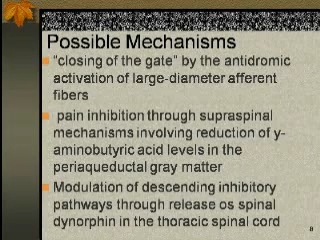 Possible Mechanisms
"closing of the gate" by the antidromic
activation of large-diameter afferent
fibers
pain inhibition through supraspinal
mechanisms involving reduction of y-
aminobutyric acid levels in the
periaqueductal gray matter
Modulation of descending inhibitory
pathways through release os spinal
dynorphin in the thoracic spinal cord